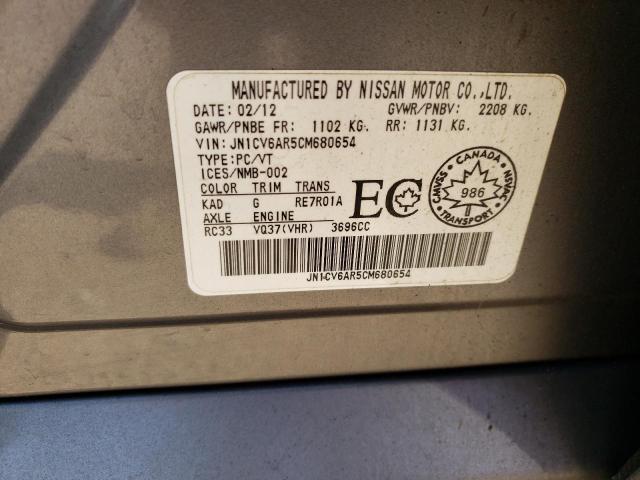 MANUFACTURED BY NISSAN MOTOR CO.,LTD.
DATE: 02/12 GVWR/PNBV: 2208 KG.
GAWR/PNBE FR: 1102 KG. RR: 1131 KG.
VIN: JN1CV6AR5CM680654
TYPE: PC/VT
ICES/NMB-002
COLOR TRIM TRANS
KAD G RE7R01A
AXLE ENGINE
RC33 VQ37(VHR) 3696CC
EC
CANADA
CMVSS 986 NSVAC
TRANSPORT
JN1CV6AR5CM680654